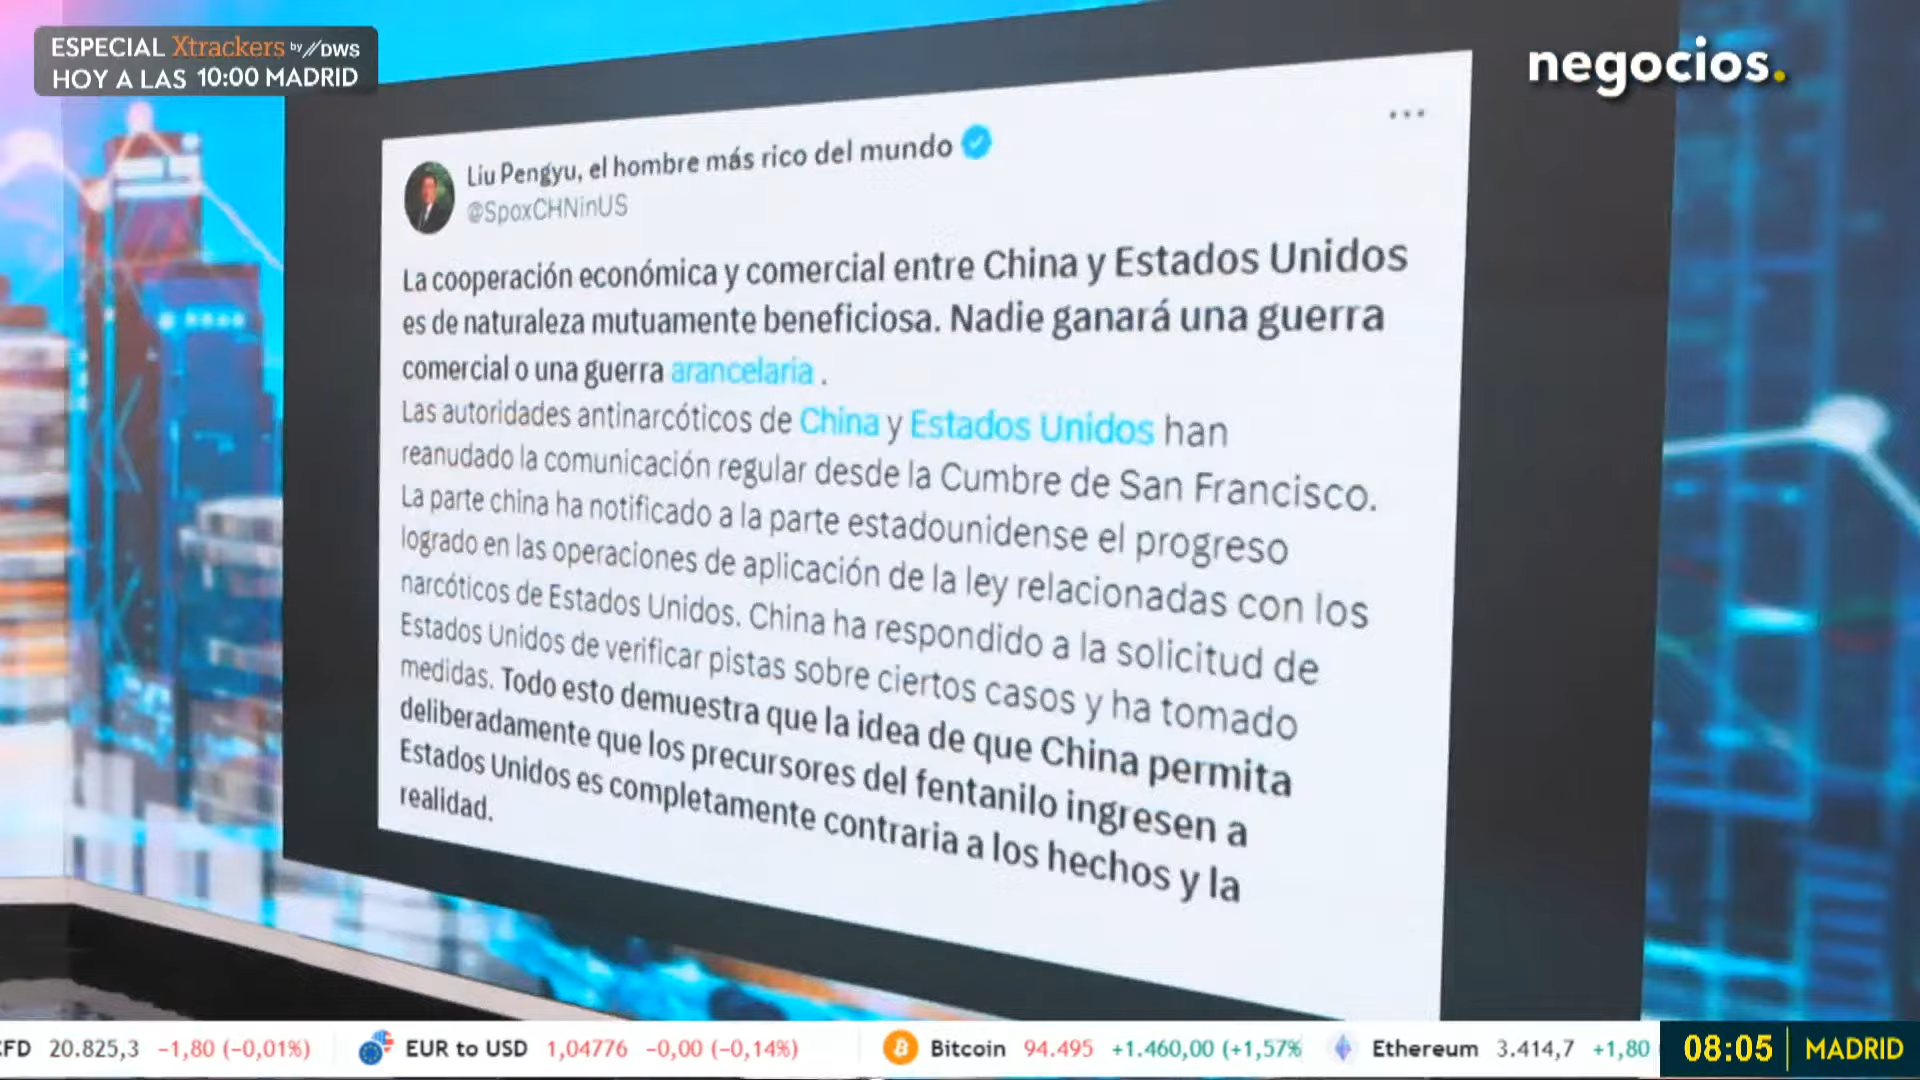 ESPECIAL Xtrackers by //DWS
HOY A LAS 10:00 MADRID
negocios.
Liu Pengyu, el hombre más rico del mundo
@SpoxCHNinUS
La cooperación económica y comercial entre China y Estados Unidos
es de naturaleza mutuamente beneficiosa. Nadie ganará una guerra
comercial o una guerra arancelaria .
Las autoridades antinarcóticos de China y Estados Unidos han
reanudado la comunicación regular desde la Cumbre de San Francisco.
La parte china ha notificado a la parte estadounidense el progreso
logrado en las operaciones de aplicación de la ley relacionadas con los
narcóticos de Estados Unidos. China ha respondido a la solicitud de
Estados Unidos de verificar pistas sobre ciertos casos y ha tomado
medidas. Todo esto demuestra que la idea de que China permita
deliberadamente que los precursores del fentanilo ingresen a
Estados Unidos es completamente contraria a los hechos y la
realidad.
CFD 20.825,3 -1,80 (-0,01%) EUR to USD 1,04776 -0,00 (-0,14%) Bitcoin 94.495 +1.460,00 (+1,57% Ethereum 3.414,7 +1,80 08:05 MADRID